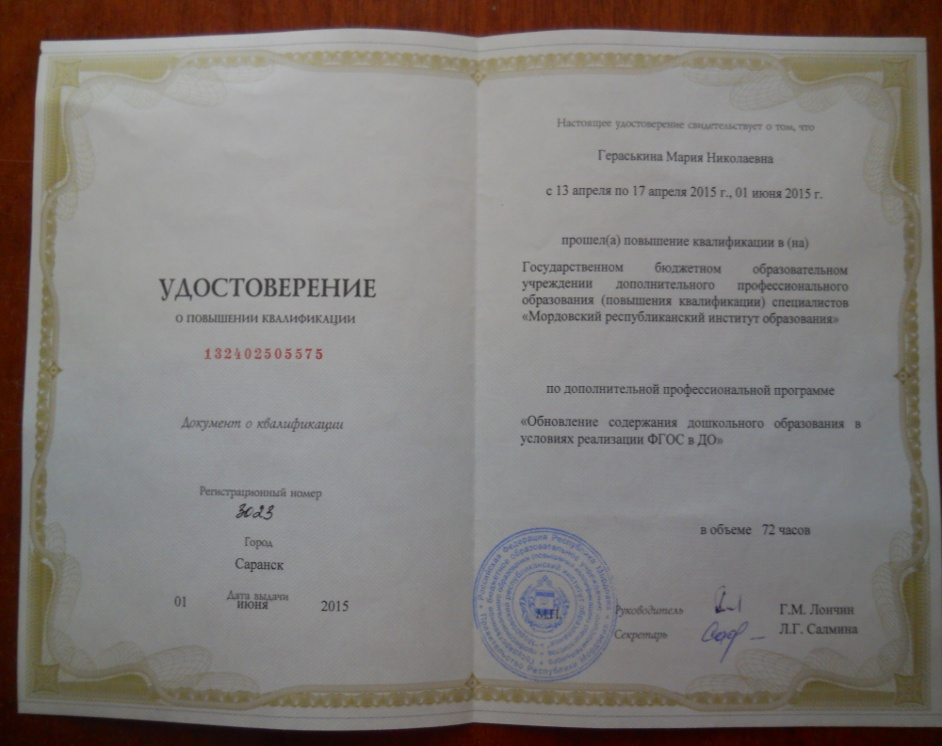 УДОСТОВЕРЕНИЕ
О ПОВЫШЕНИИ КВАЛИФИКАЦИИ
132402505575
Документ о квалификации
Регистрационный номер
3023
Город
Саранск
Дата выдачи
01 июня 2015
Настоящее удостоверение свидетельствует о том, что
Гераськина Мария Николаевна
с 13 апреля по 17 апреля 2015 г., 01 июня 2015 г.
прошел(а) повышение квалификации в (на)
Государственном бюджетном образовательном
учреждении дополнительного профессионального
образования (повышения квалификации) специалистов
«Мордовский республиканский институт образования»
по дополнительной профессиональной программе
«Обновление содержания дошкольного образования в
условиях реализации ФГОС в ДО»
в объеме 72 часов
М.П.
Руководитель Г.М. Лончин
Секретарь Л.Г. Салмина